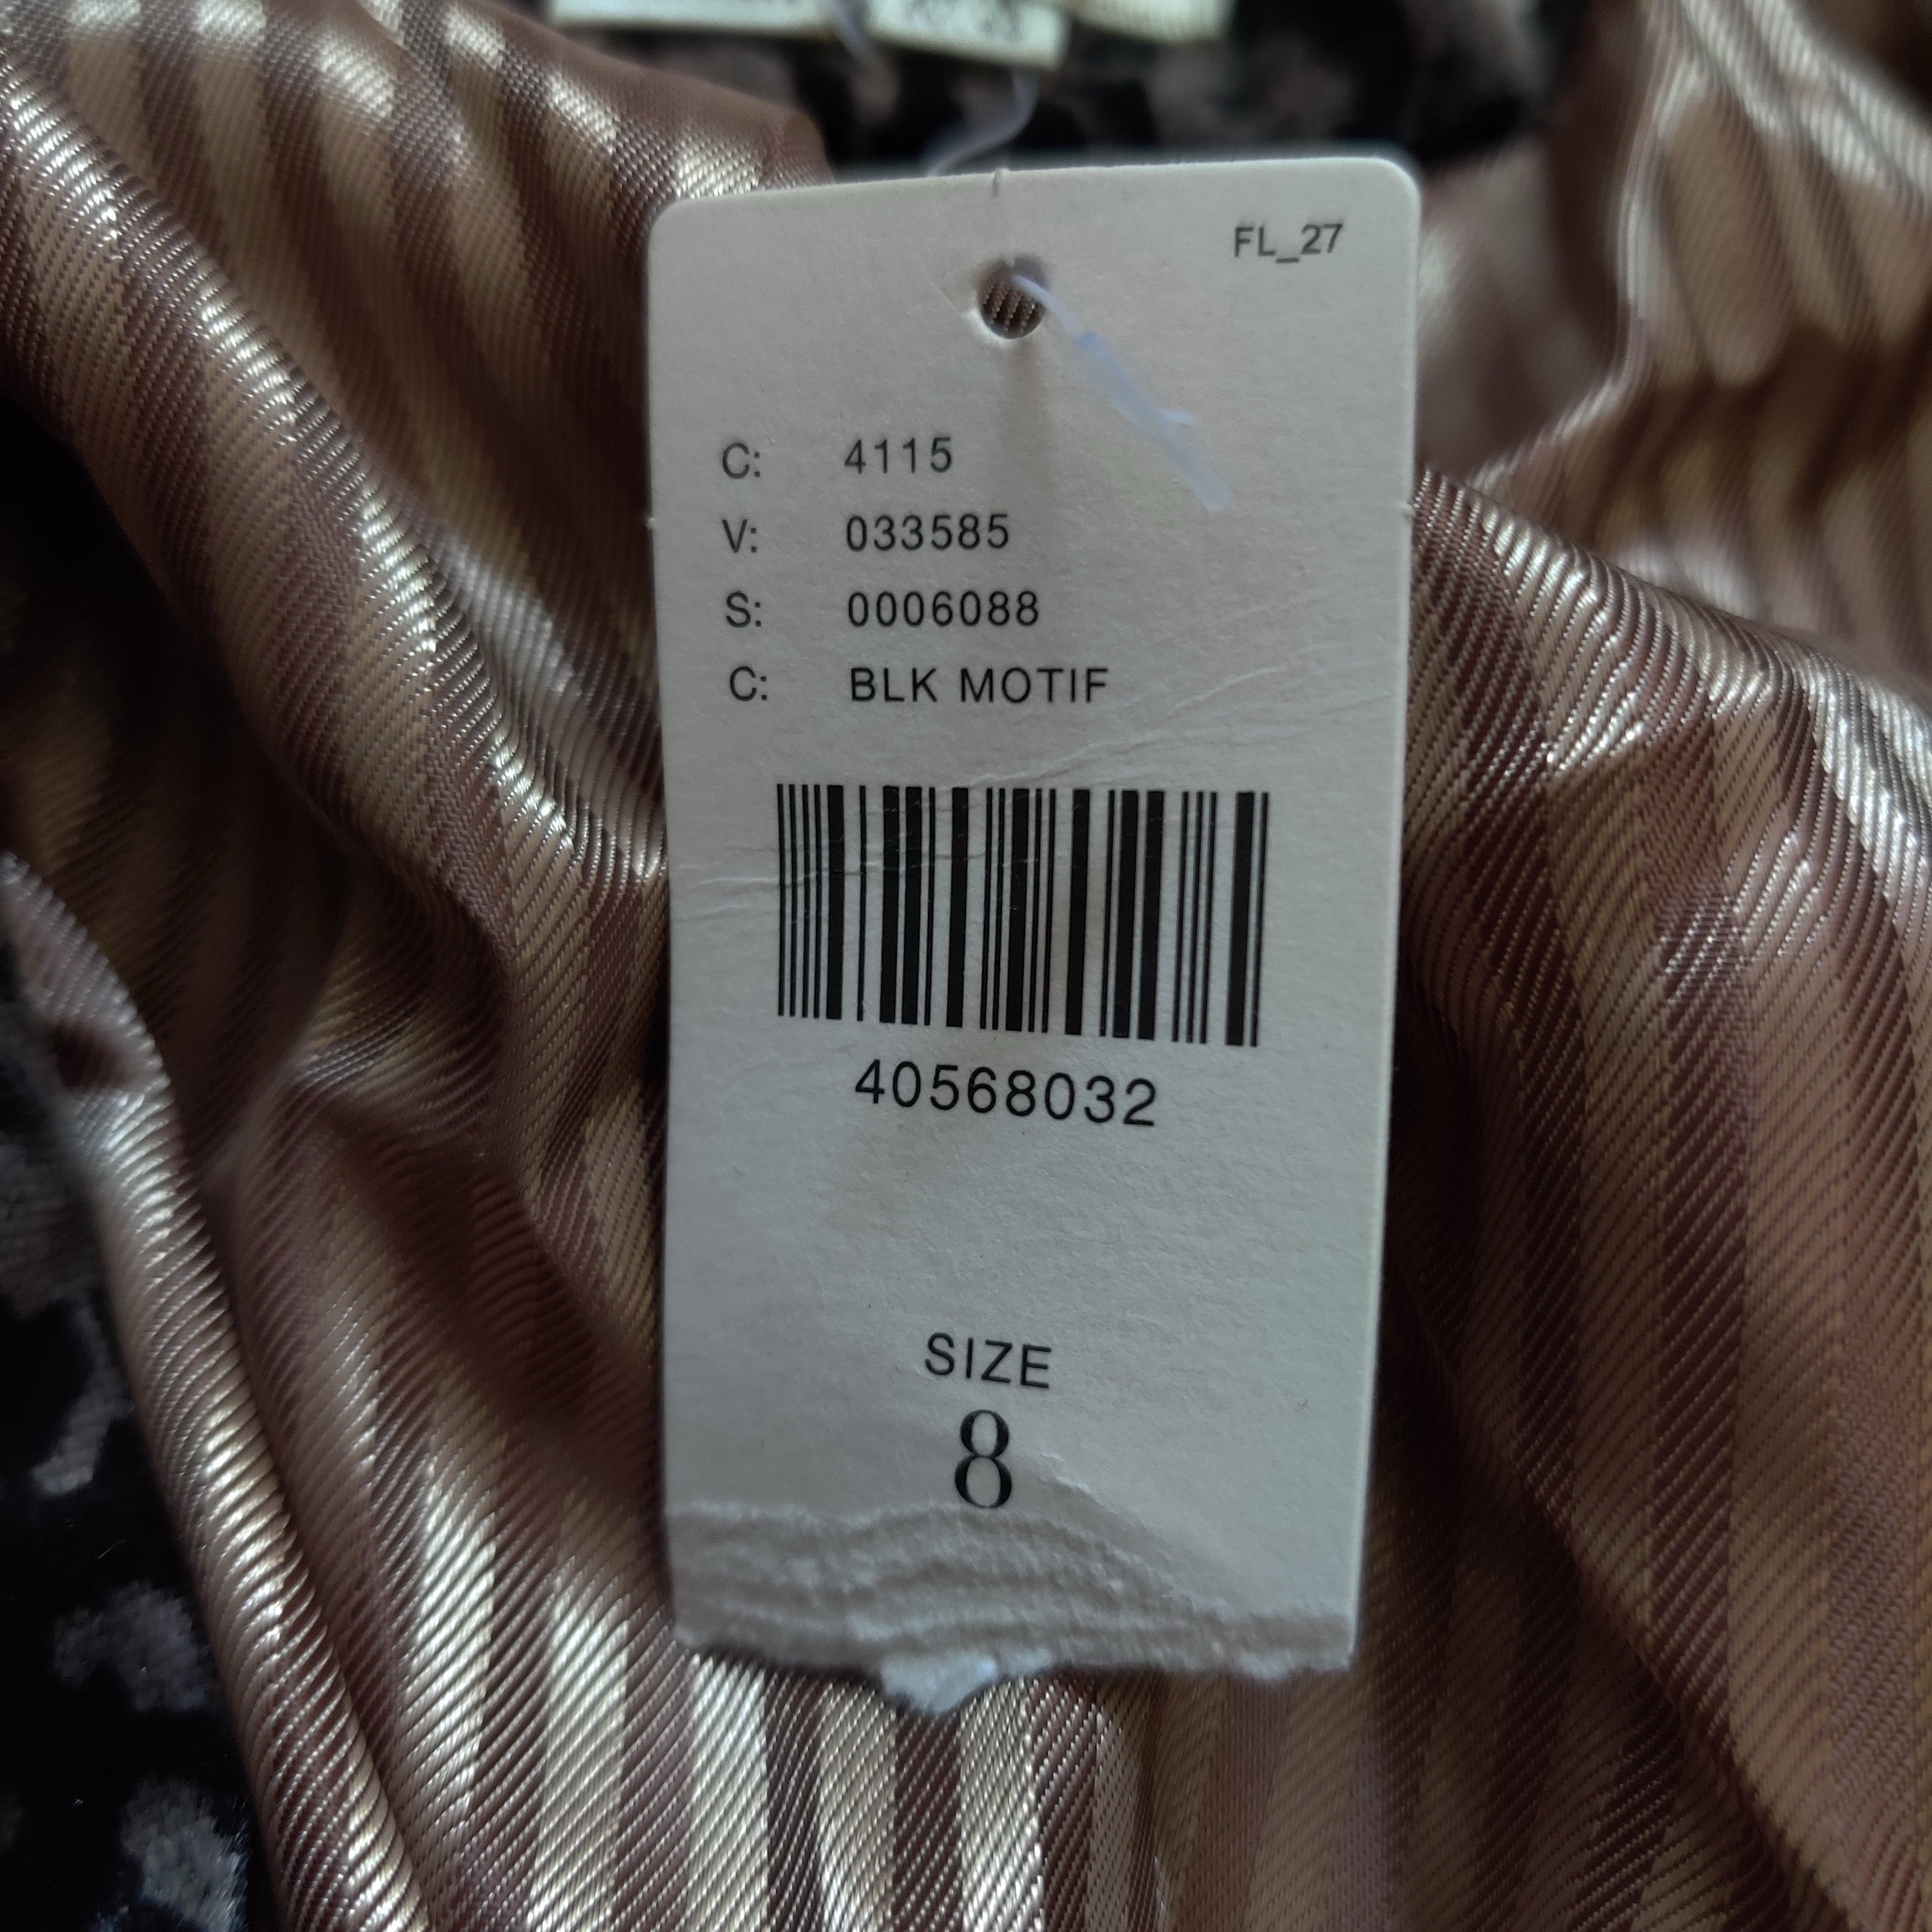 FL_27
C: 4115
V: 033585
S: 0006088
C: BLK MOTIF
40568032
SIZE
8